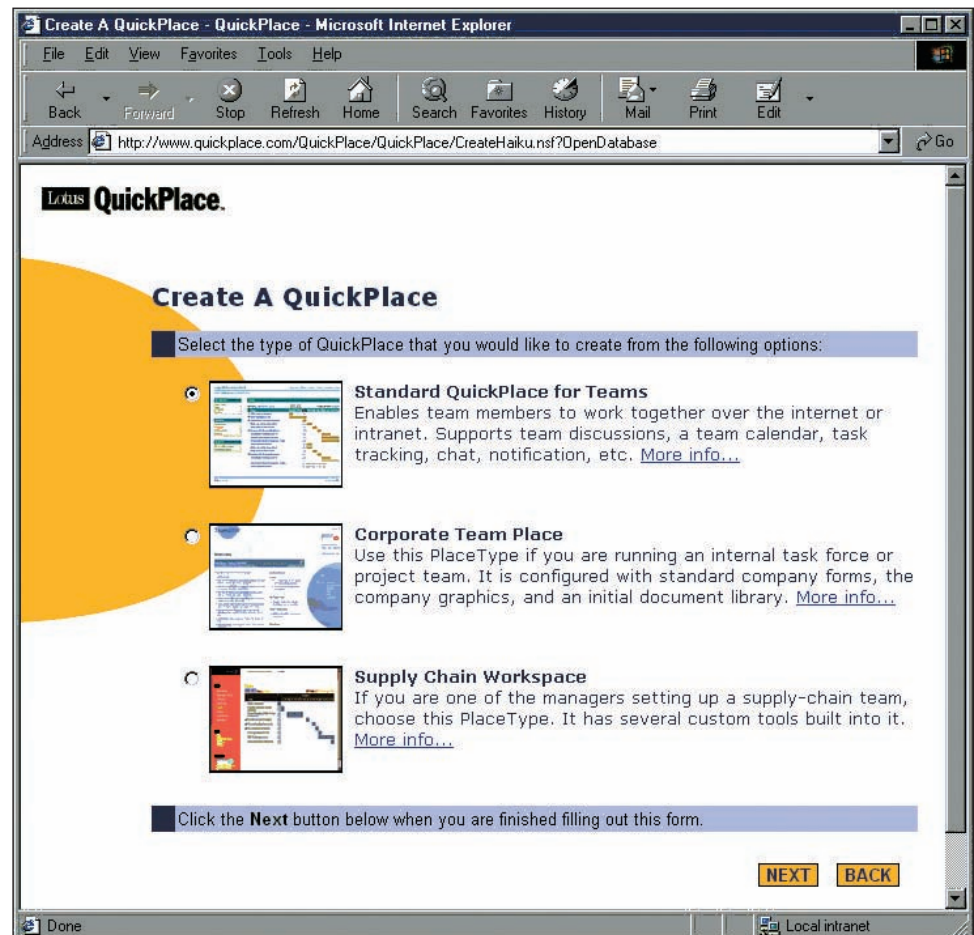 Create A QuickPlace - QuickPlace - Microsoft Internet Explorer
File Edit View Favorites Tools Help
Back Forward Stop Refresh Home Search Favorites History Mail Print Edit
Address http://www.quickplace.com/QuickPlace/QuickPlace/CreateHaiku.nsf?OpenDatabase Go
Lotus QuickPlace™
Create A QuickPlace
Select the type of QuickPlace that you would like to create from the following options:
Standard QuickPlace for Teams
Enables team members to work together over the internet or
intranet. Supports team discussions, a team calendar, task
tracking, chat, notification, etc. More info...
Corporate Team Place
Use this PlaceType if you are running an internal task force or
project team. It is configured with standard company forms, the
company graphics, and an initial document library. More info...
Supply Chain Workspace
If you are one of the managers setting up a supply-chain team,
choose this PlaceType. It has several custom tools built into it.
More info...
Click the Next button below when you are finished filling out this form.
NEXT BACK
Done Local intranet